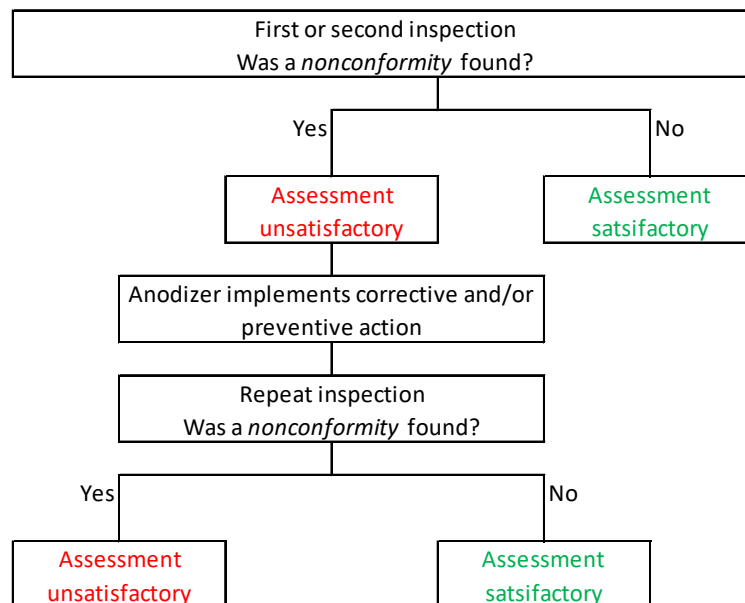 First or second inspection
Was a nonconformity found?
Yes
No
Assessment
unsatisfactory
Assessment
satsifactory
Anodizer implements corrective and/or
preventive action
Repeat inspection
Was a nonconformity found?
Yes
No
Assessment
unsatisfactory
Assessment
satsifactory